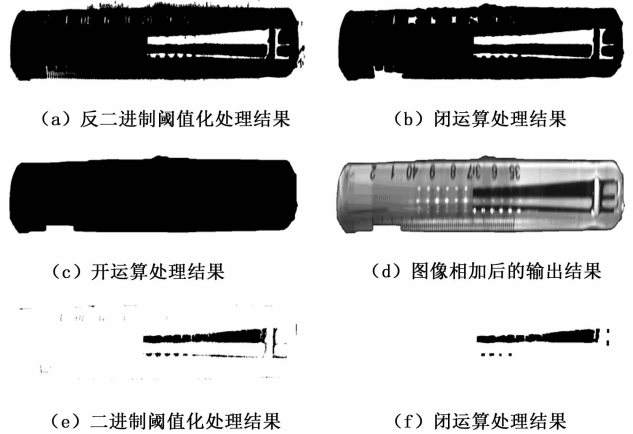 (a) 反二进制阈值化处理结果
(b) 闭运算处理结果
(c) 开运算处理结果
(d) 图像相加后的输出结果
(e) 二进制阈值化处理结果
(f) 闭运算处理结果